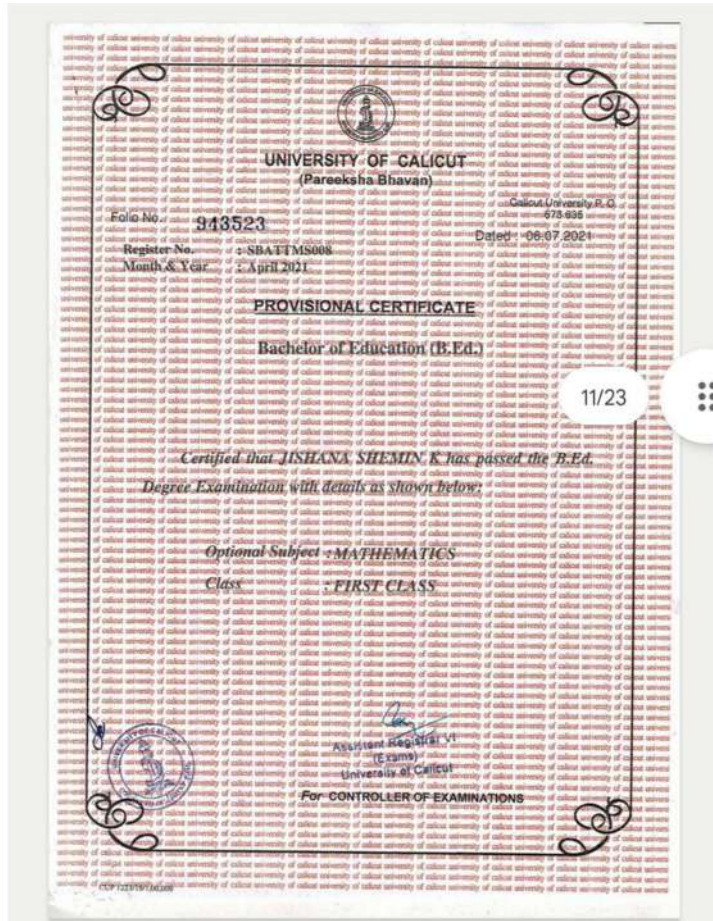 UNIVERSITY OF CALICUT
(Pareeksha Bhavan)
Calicut University P. O
673 635
Folio No. 943523
Dated : 06.07.2021
Register No. : SBATTMS008
Month & Year : April 2021
PROVISIONAL CERTIFICATE
Bachelor of Education (B.Ed.)
11/23
Certified that JISHANA SHEMIN K has passed the B.Ed.
Degree Examination with details as shown below:
Optional Subject : MATHEMATICS
Class : FIRST CLASS
Assistant Registrar VI
(Exams)
University of Calicut
For CONTROLLER OF EXAMINATIONS